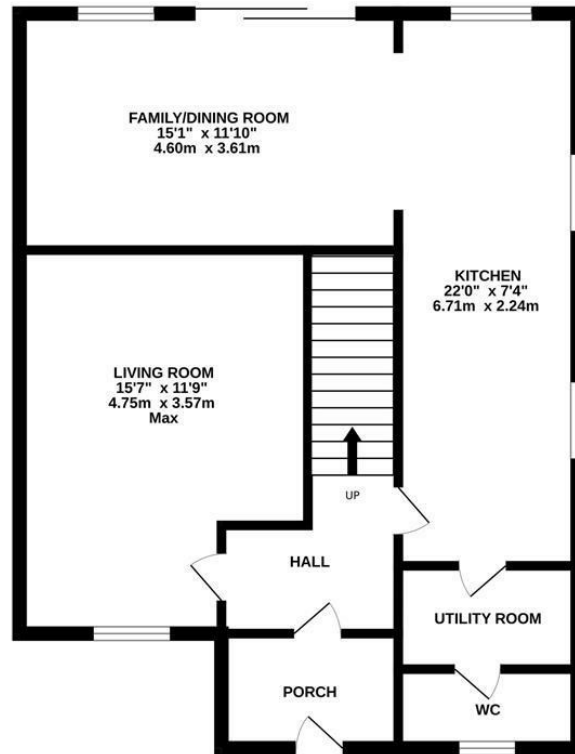 FAMILY/DINING ROOM
15'1" x 11'10"
4.60m x 3.61m
KITCHEN
22'0" x 7'4"
6.71m x 2.24m
LIVING ROOM
15'7" x 11'9"
4.75m x 3.57m
Max
UP
HALL
UTILITY ROOM
PORCH
WC